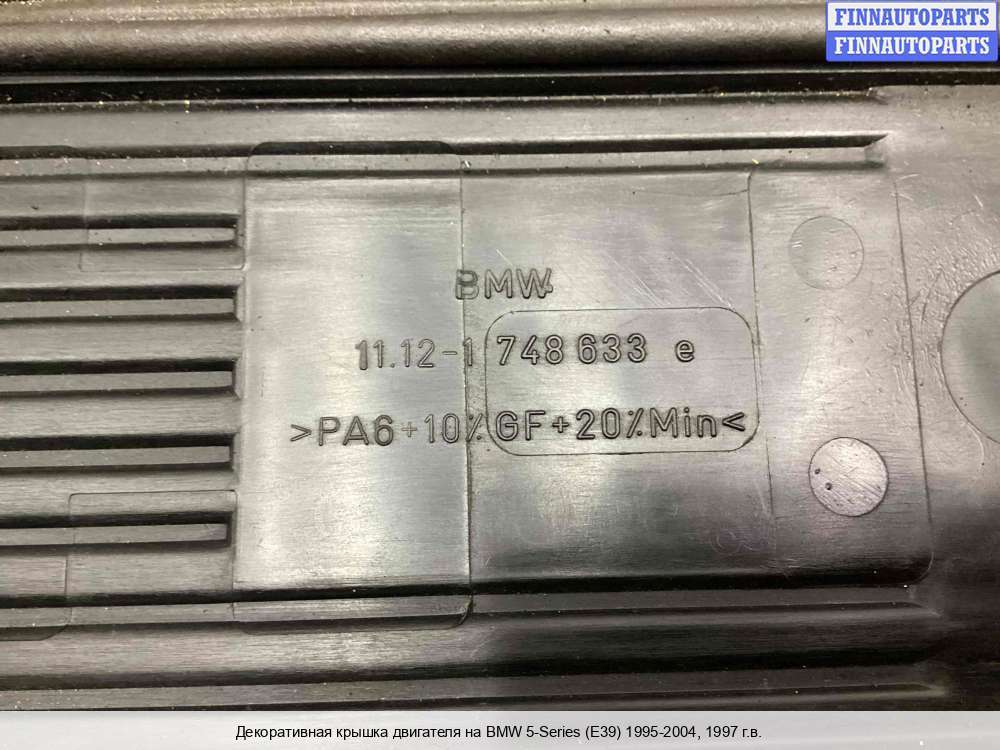 FINNAUTOPARTS
FINNAUTOPARTS
BMW
11.12-1 748 633 e
>PA6+10%GF+20%Min<
Декоративная крышка двигателя на BMW 5-Series (E39) 1995-2004, 1997 г.в.